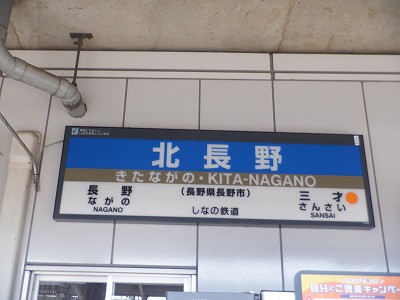 北長野
きたながの・KITA-NAGANO
長野
ながの
NAGANO
(長野県長野市)
しなの鉄道
三才
さんさい
SANSAI